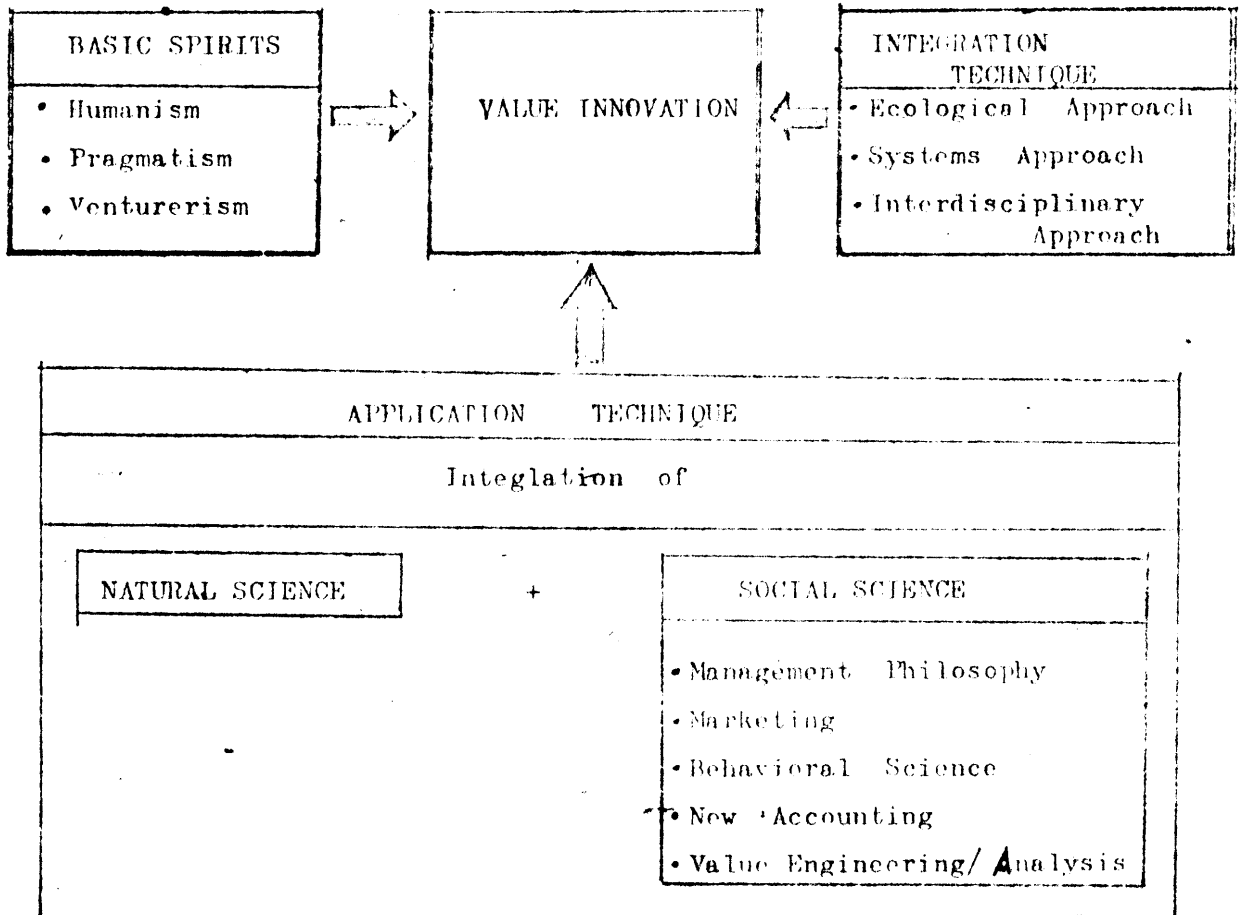 BASIC SPIRITS
• Humanism
• Pragmatism
• Venturerism
VALUE INNOVATION
INTEGRATION
TECHNIQUE
• Ecological Approach
• Systems Approach
• Interdisciplinary
Approach
APPLICATION TECHNIQUE
Integlation of
NATURAL SCIENCE
+
SOCIAL SCIENCE
• Management Philosophy
• Marketing
• Behavioral Science
• New Accounting
• Value Engineering/ Analysis